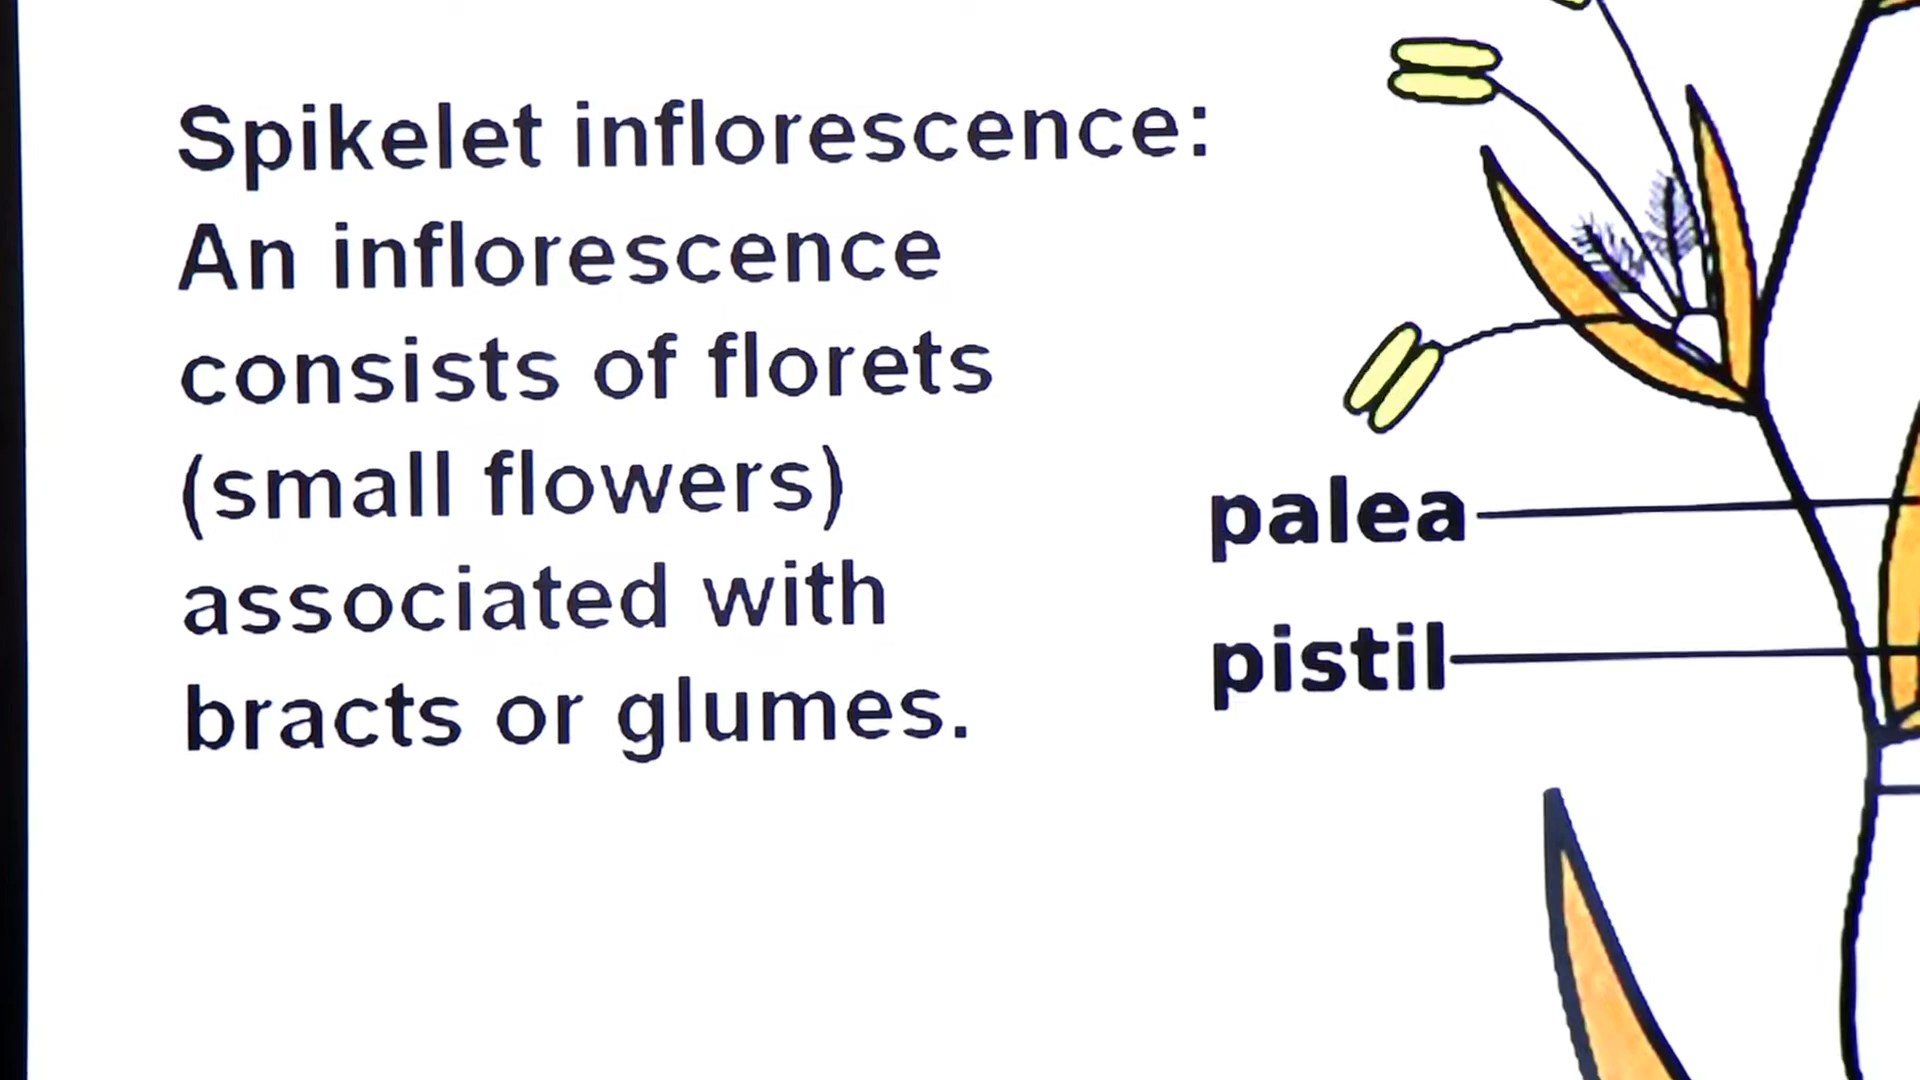 Spikelet inflorescence:
An inflorescence
consists of florets
(small flowers)
associated with
bracts or glumes.
palea
pistil